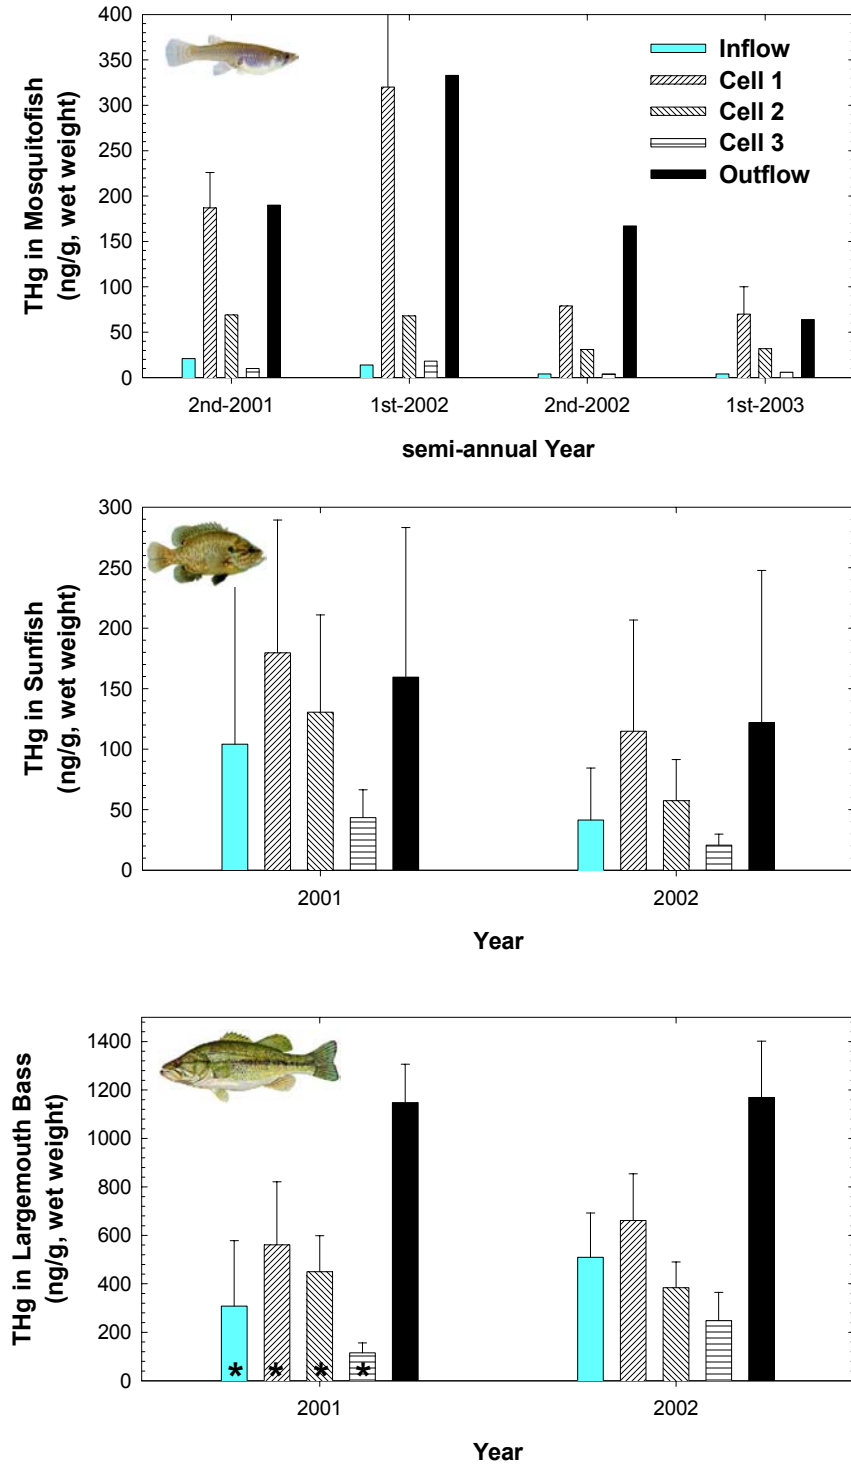 400
350
300
250
200
150
100
50
0
THg in Mosquitofish
(ng/g, wet weight)
Inflow
Cell 1
Cell 2
Cell 3
Outflow
2nd-2001 1st-2002 2nd-2002 1st-2003
semi-annual Year
300
250
200
150
100
50
0
THg in Sunfish
(ng/g, wet weight)
2001 2002
Year
1400
1200
1000
800
600
400
200
0
THg in Largemouth Bass
(ng/g, wet weight)
* * * *
2001 2002
Year